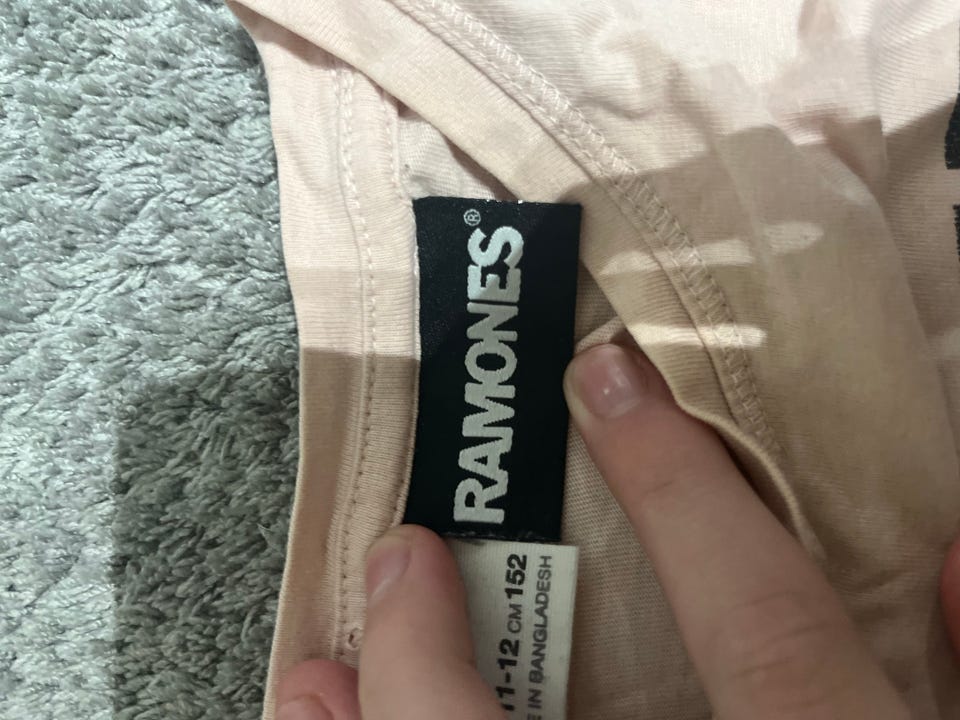 RAMONES®
11-12 CM 152
IN BANGLADESH